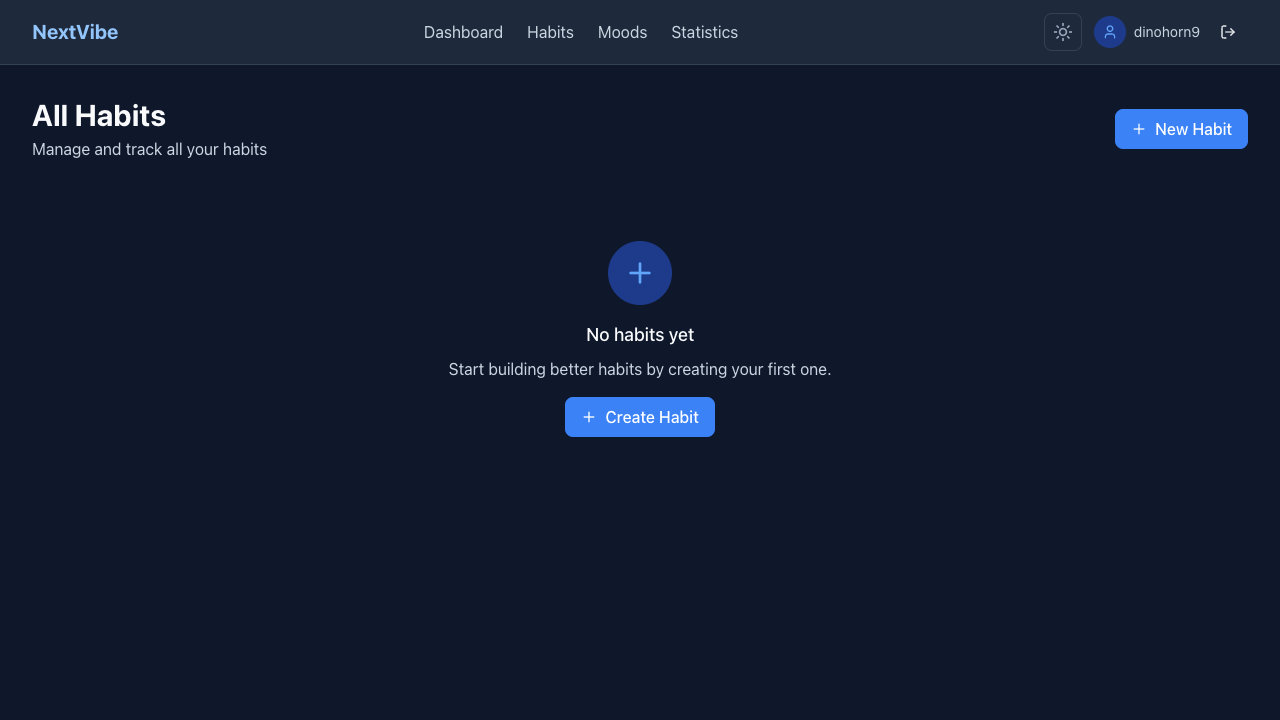 NextVibe
Dashboard Habits Moods Statistics
dinohorn9
All Habits
Manage and track all your habits
New Habit
No habits yet
Start building better habits by creating your first one.
Create Habit